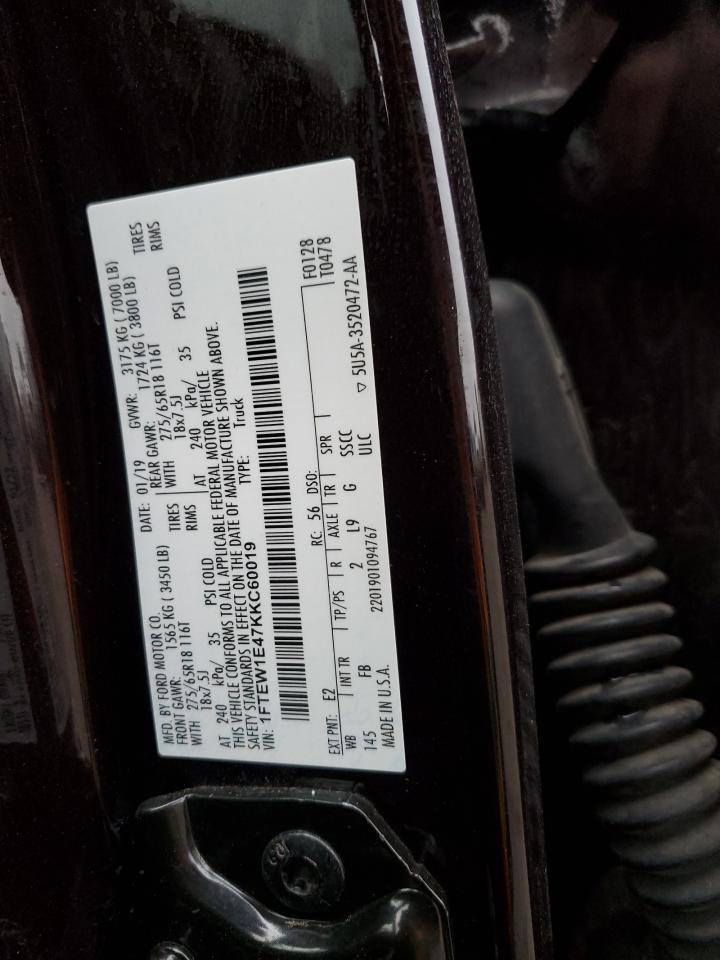 MFD. BY FORD MOTOR CO. DATE: 01/19 GVWR: 3175 KG ( 7000 LB)
FRONT GAWR: 1565 KG ( 3450 LB) REAR GAWR: 1724 KG ( 3800 LB)
WITH 275/65R18 116T TIRES WITH 275/65R18 116T TIRES
18x7.5J RIMS 18x7.5J RIMS
AT 240 kPa/ 35 PSI COLD AT 240 kPa/ 35 PSI COLD
THIS VEHICLE CONFORMS TO ALL APPLICABLE FEDERAL MOTOR VEHICLE
SAFETY STANDARDS IN EFFECT ON THE DATE OF MANUFACTURE SHOWN ABOVE.
VIN: 1FTEW1E47KKC60019 TYPE: Truck
EXT PNT: E2 RC: 56 DSO: F0128
WB INT TR TP/PS R AXLE TR SPR T0478
145 FB 2 L9 G SSCC
2201901094767 ULC ▽ 5U5A-3520472-AA
MADE IN U.S.A.